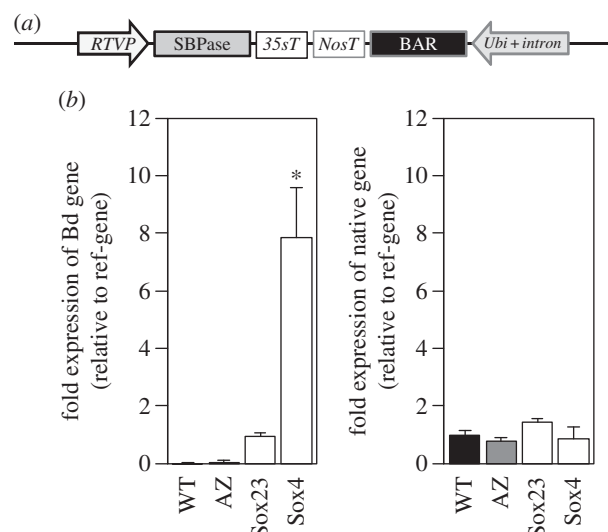 (a)
RTVP SBPase 35sT NosT BAR Ubi + intron
(b)
fold expression of Bd gene
(relative to ref-gene)
12
10
8
6
4
2
0
*
WT AZ Sox23 Sox4
fold expression of native gene
(relative to ref-gene)
12
10
8
6
4
2
0
WT AZ Sox23 Sox4